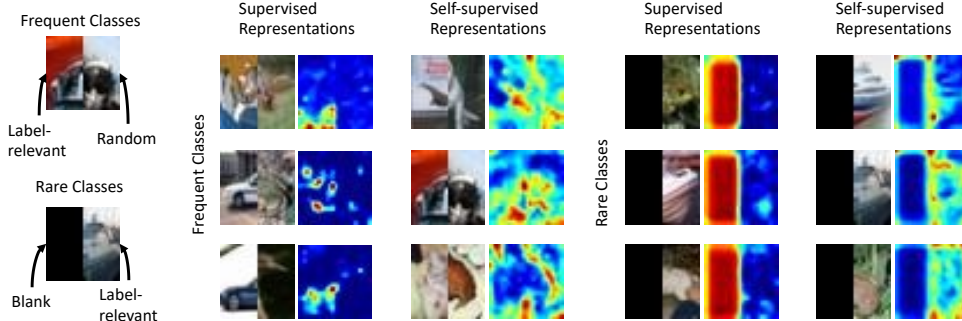 Frequent Classes
Label-
relevant
Random
Rare Classes
Blank
Label-
relevant
Supervised
Representations
Self-supervised
Representations
Supervised
Representations
Self-supervised
Representations
Frequent Classes
Rare Classes